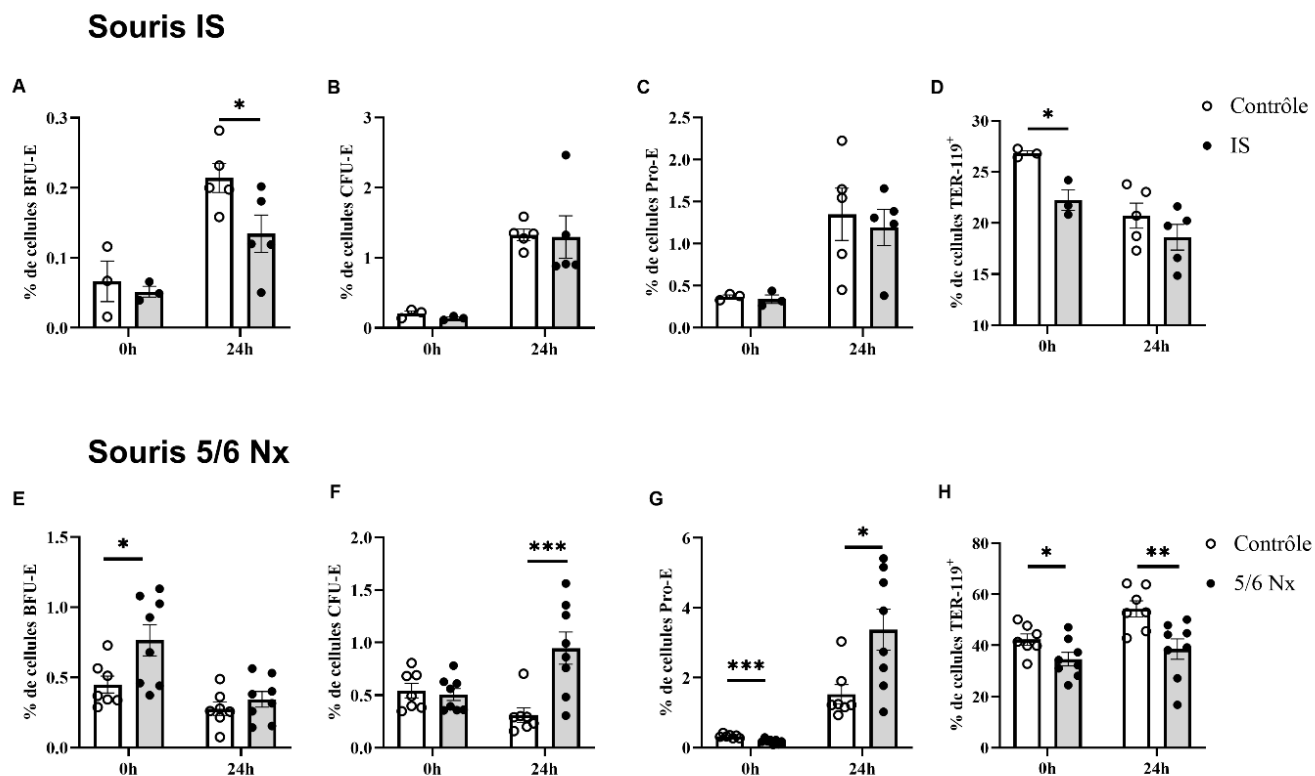 Souris IS
A
B
C
D
% de cellules BFU-E
0.3
0.2
0.1
0.0
*
0h
24h
% de cellules CFU-E
3
2
1
0
0h
24h
% de cellules Pro-E
2.5
2.0
1.5
1.0
0.5
0.0
0h
24h
% de cellules TER-119+
30
25
20
15
10
*
0h
24h
Contrôle
IS
Souris 5/6 Nx
E
F
G
H
% de cellules BFU-E
1.5
1.0
0.5
0.0
*
0h
24h
% de cellules CFU-E
2.0
1.5
1.0
0.5
0.0
***
0h
24h
% de cellules Pro-E
6
4
2
0
***
*
0h
24h
% de cellules TER-119+
80
60
40
20
0
*
**
0h
24h
Contrôle
5/6 Nx